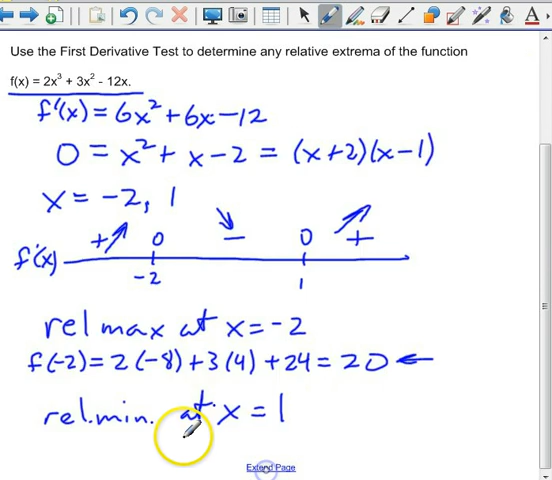 Use the First Derivative Test to determine any relative extrema of the function
f(x) = 2x³ + 3x² - 12x.
f'(x) = 6x² + 6x - 12
0 = x² + x - 2 = (x+2)(x-1)
x = -2, 1
+ 0 - 0 +
f'(x)
-2 1
rel max at x = -2
f(-2) = 2(-8) + 3(4) + 24 = 20 ←
rel. min. at x = 1
Extend Page